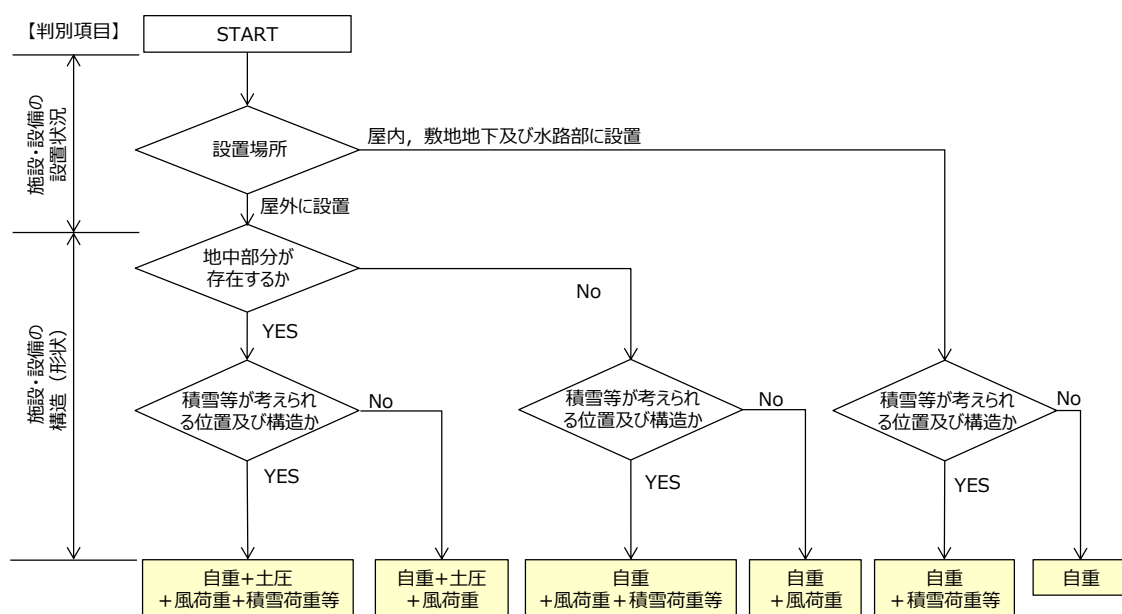 【判別項目】
START
施設・設備の
設置状況
設置場所
屋内，敷地地下及び水路部に設置
屋外に設置
施設・設備の
構造（形状）
地中部分が
存在するか
No
YES
積雪等が考えられ
る位置及び構造か
No
YES
積雪等が考えられ
る位置及び構造か
No
YES
積雪等が考えられ
る位置及び構造か
No
YES
自重+土圧
+風荷重+積雪荷重等
自重+土圧
+風荷重
自重
+風荷重+積雪荷重等
自重
+風荷重
自重
+積雪荷重等
自重